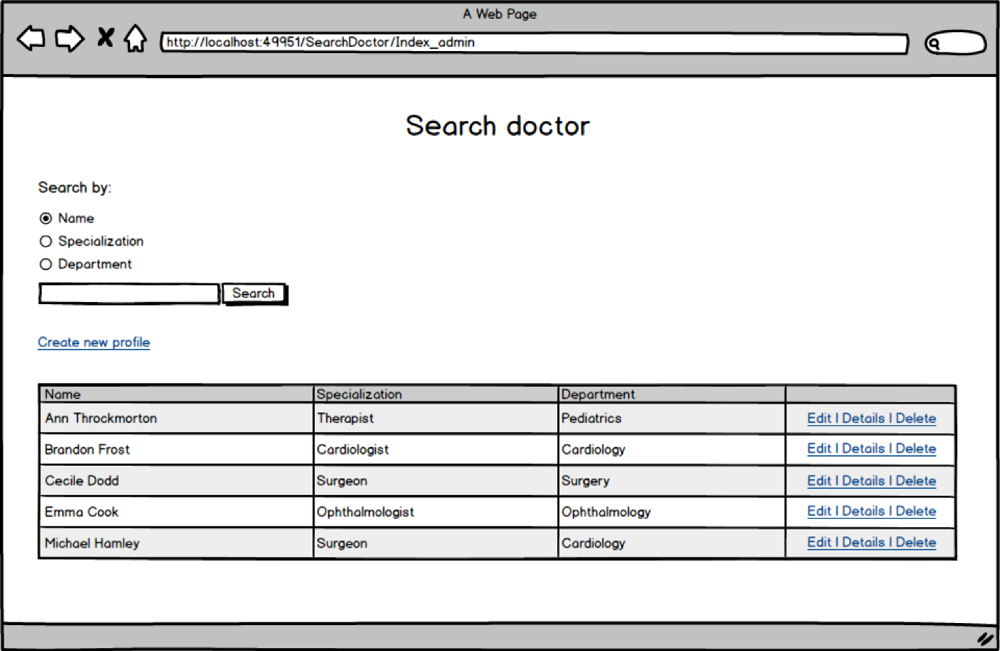 A Web Page
http://localhost:49951/SearchDoctor/Index_admin
Search doctor
Search by:
Name
Specialization
Department
Search
Create new profile
Name Specialization Department
Ann Throckmorton Therapist Pediatrics Edit | Details | Delete
Brandon Frost Cardiologist Cardiology Edit | Details | Delete
Cecile Dodd Surgeon Surgery Edit | Details | Delete
Emma Cook Ophthalmologist Ophthalmology Edit | Details | Delete
Michael Hamley Surgeon Cardiology Edit | Details | Delete